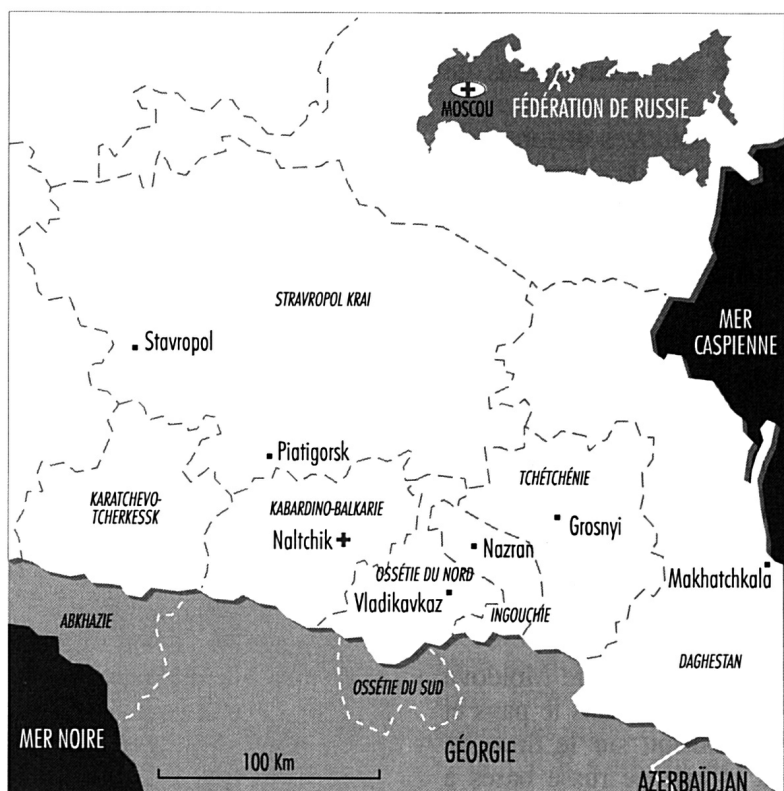 MOSCOU
FÉDÉRATION DE RUSSIE
STRAVROPOL KRAI
MER
CASPIENNE
Stavropol
Piatigorsk
TCHÉTCHÉNIE
KARATCHEVO-
TCHERKESSK
KABARDINO-BALKARIE
Grosnyi
Naltchik
Nazran
Makhatchkala
OSSÉTIE DU NORD
Vladikavkaz
INGOUCHIE
ABKHAZIE
DAGHESTAN
OSSÉTIE DU SUD
MER NOIRE
GÉORGIE
100 Km
AZERBAÏDJAN